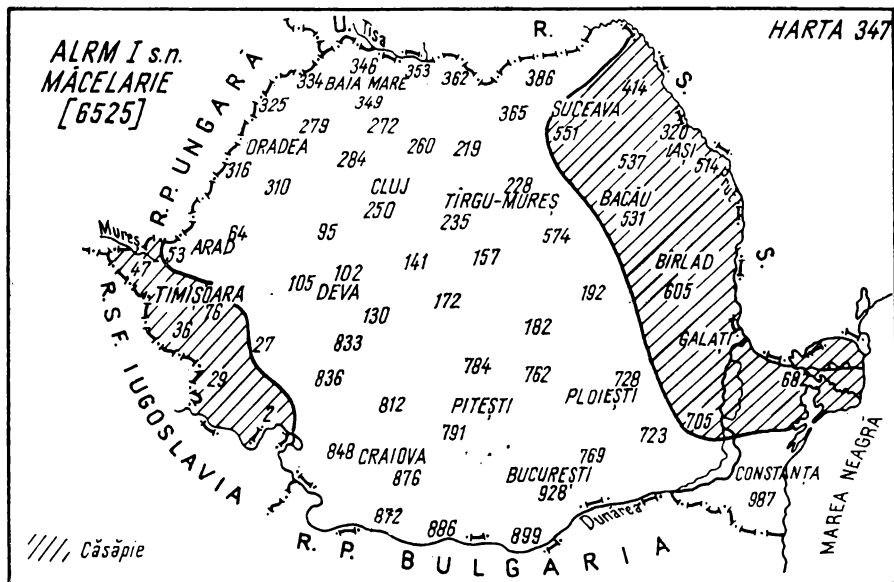 ALRM I s.n.
MĂCELARIE
[6525]
HARTA 347
U.
Tisa
R.
S.
S.
R.P. UNGARĂ
R.S.F. IUGOSLAVIA
R. P. BULGARIA
MAREA NEAGRĂ
Prut
Mureș
Dunărea
334 346 353 362 386 414
BAIA MARE
325 349 365 SUCEAVA
279 272 551 320
ORADEA 260 219 IAȘI
316 284 537 514
310 CLUJ 228 BACĂU
250 TÎRGU-MUREȘ 531
64 95 235 574
53 ARAD
47 102 141 157 BÎRLAD
TIMIȘOARA 105 DEVA 192 605
76 130 172
36 27 833 182 GALAȚI
29 836 784 762 728 68
2 812 PITEȘTI PLOIEȘTI 705
791 723
848 CRAIOVA 769
876 BUCUREȘTI CONSTANȚA
928 987
872 886 899
Căsăpie